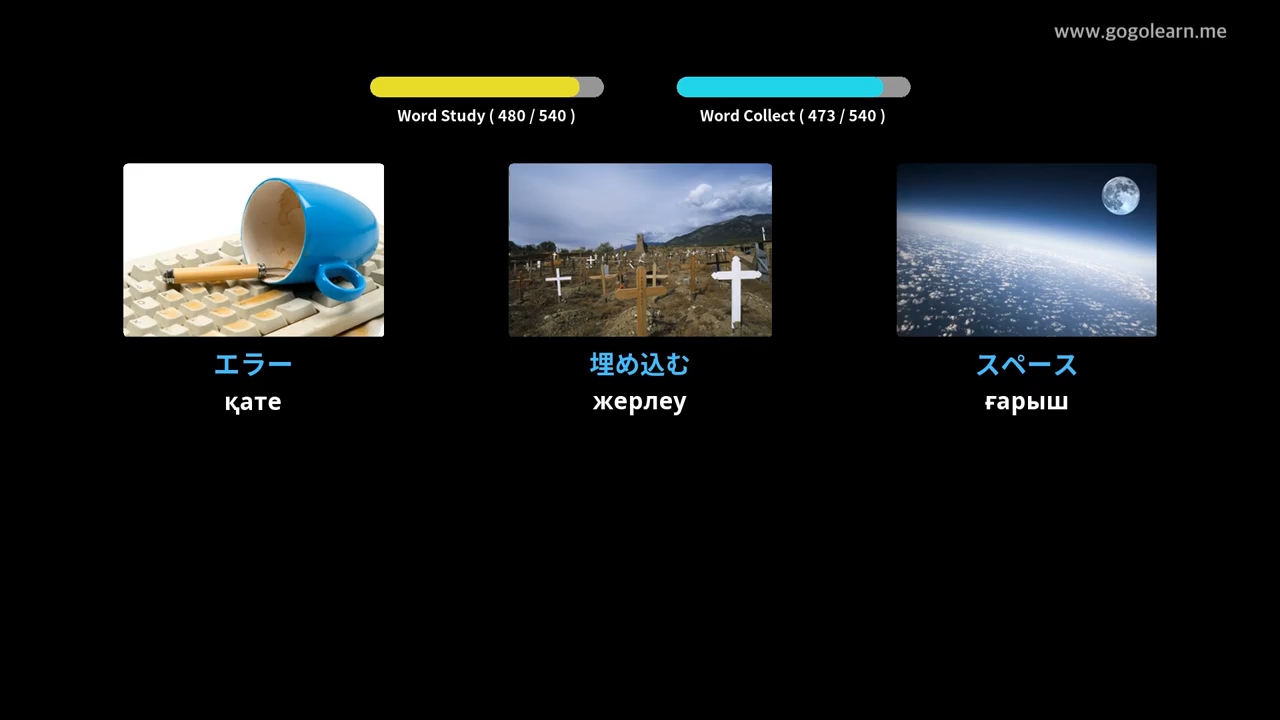 www.gogolearn.me
Word Study ( 480 / 540 )
Word Collect ( 473 / 540 )
エラー
қате
埋め込む
жерлеу
スペース
ғарыш